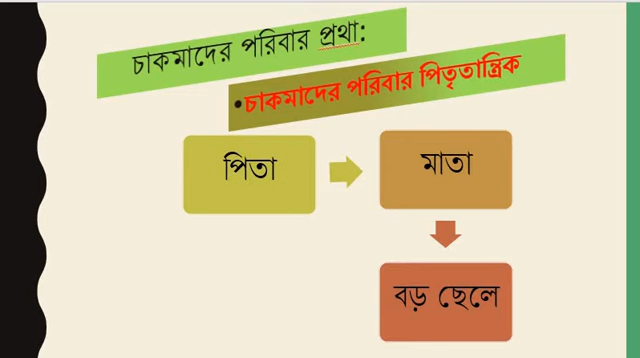 চাকমাদের পরিবার প্রথা:
•চাকমাদের পরিবার পিতৃতান্ত্রিক
পিতা
মাতা
বড় ছেলে